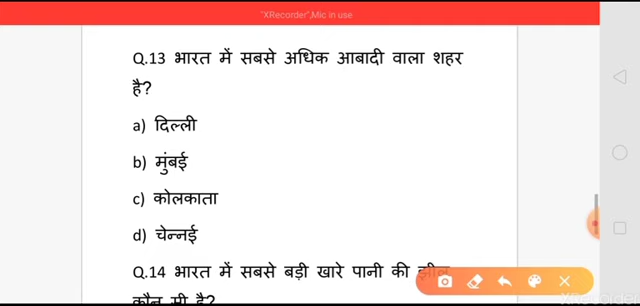 "XRecorder",Mic in use
Q.13 भारत में सबसे अधिक आबादी वाला शहर
है?
a) दिल्ली
b) मुंबई
c) कोलकाता
d) चेन्नई
Q.14 भारत में सबसे बड़ी खारे पानी की झील
कौन सी है?